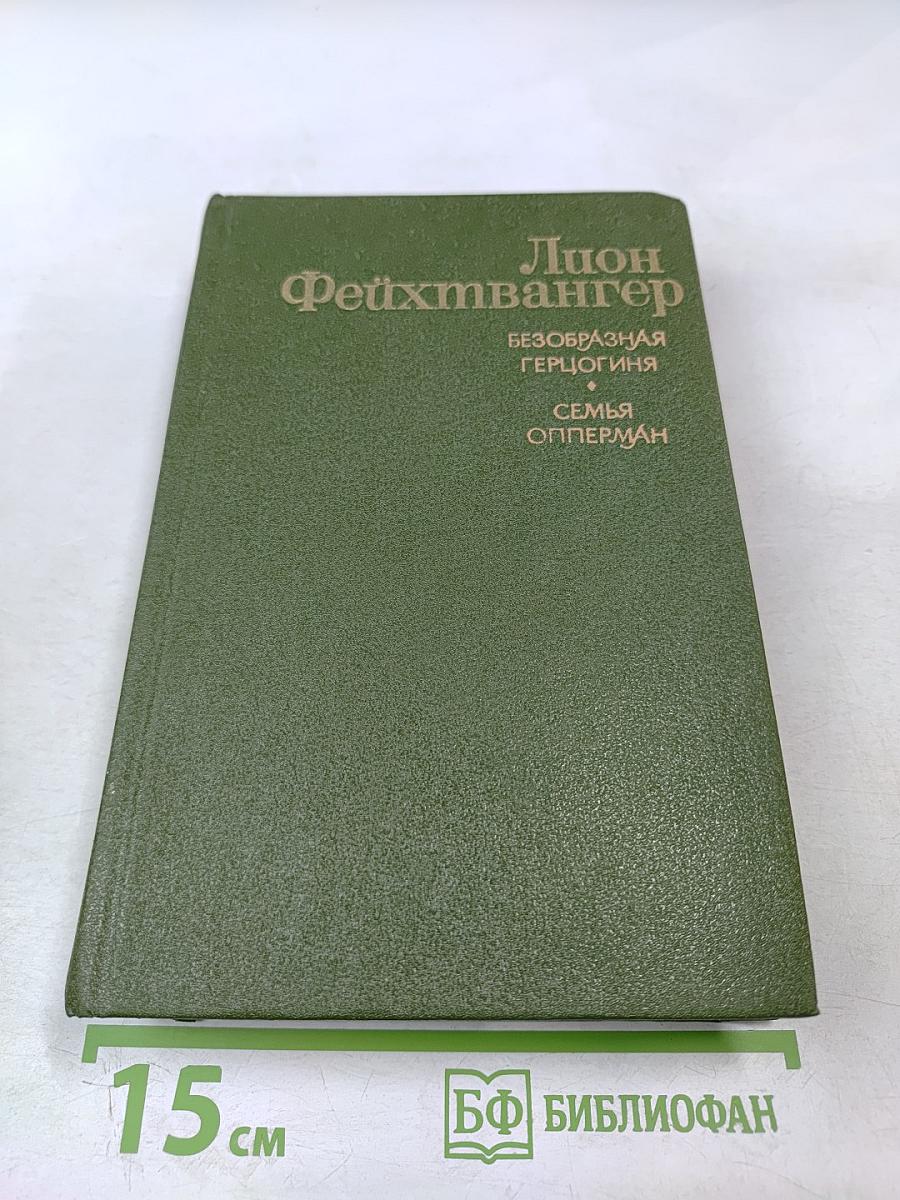 Лион
Фейхтвангер
БЕЗОБРАЗНАЯ
ГЕРЦОГИНЯ
СЕМЬЯ
ОППЕРМАН
15 см
БФ БИБЛИОФАН